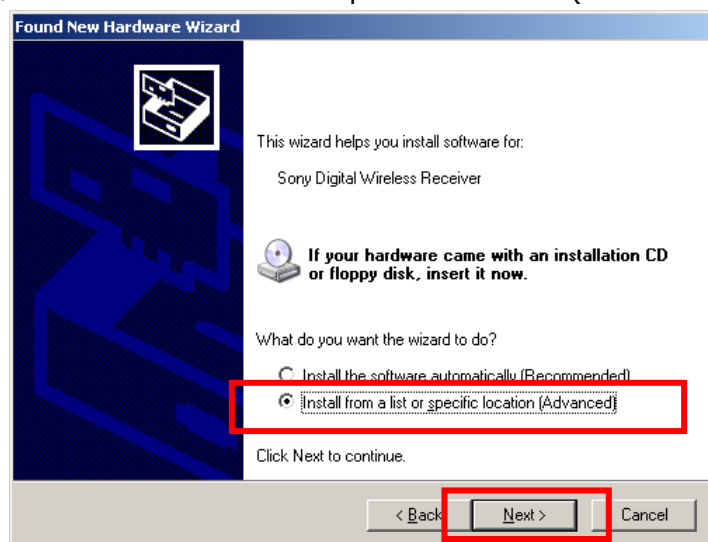 Found New Hardware Wizard
This wizard helps you install software for:
Sony Digital Wireless Receiver
If your hardware came with an installation CD
or floppy disk, insert it now.
What do you want the wizard to do?
Install the software automatically (Recommended)
Install from a list or specific location (Advanced)
Click Next to continue.
< Back
Next >
Cancel